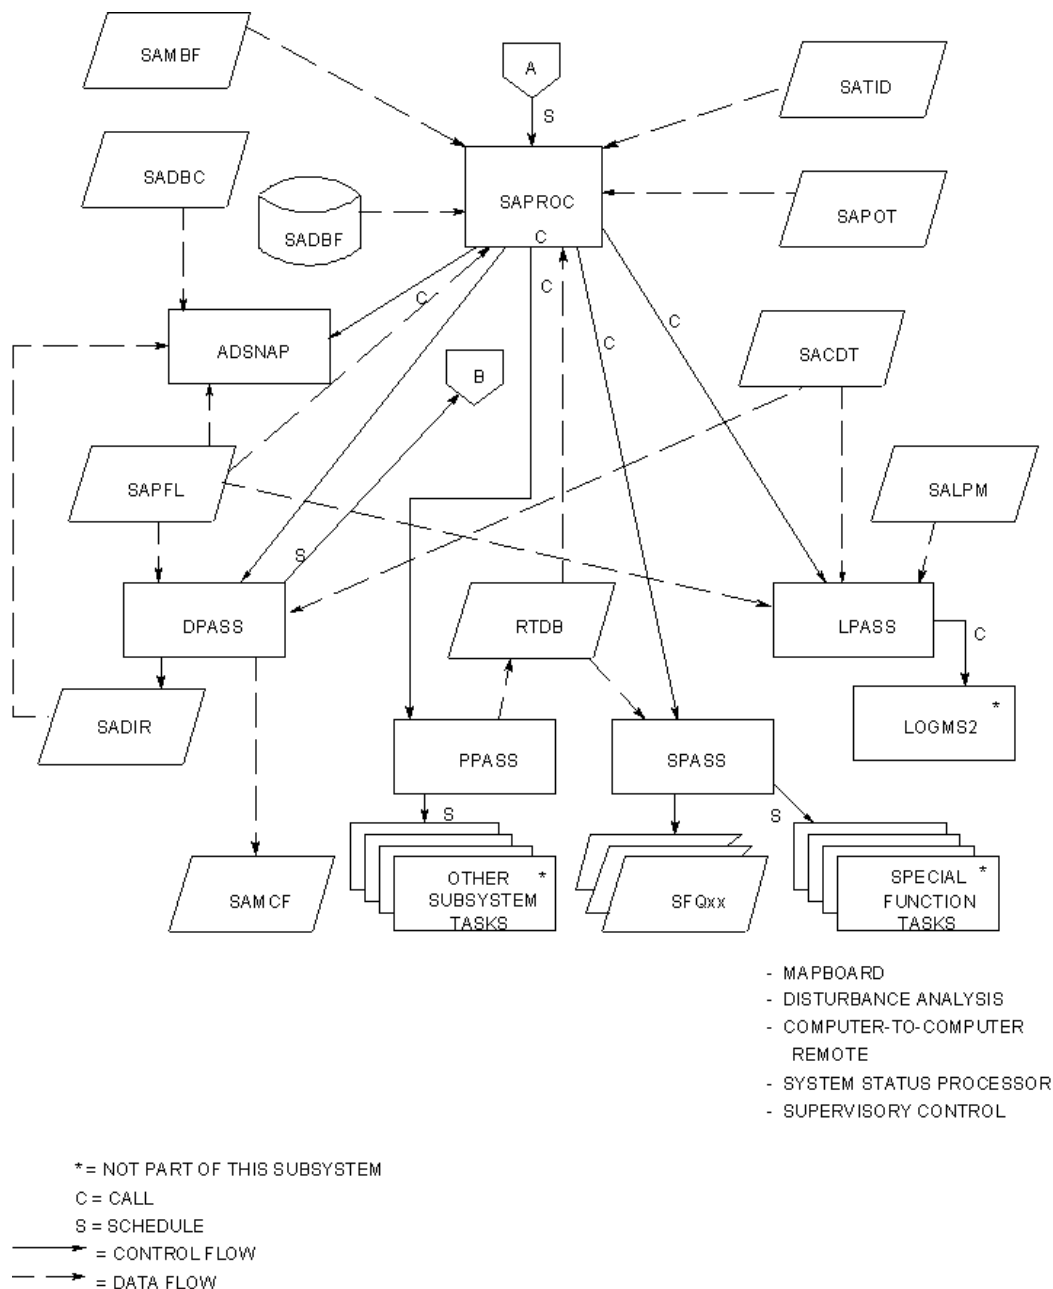 SAMBF
A
SATID
S
SADBC
SAPROC
SAPOT
SADBF
C
C
C
C
C
ADSNAP
SACDT
B
SAPFL
SALPM
S
DPASS
RTDB
LPASS
C
SADIR
*
LOGMS2
PPASS
SPASS
S
S
SAMCF
OTHER *
SUBSYSTEM
TASKS
SFQxx
SPECIAL *
FUNCTION
TASKS
- MAPBOARD
- DISTURBANCE ANALYSIS
- COMPUTER-TO-COMPUTER
REMOTE
- SYSTEM STATUS PROCESSOR
- SUPERVISORY CONTROL
* = NOT PART OF THIS SUBSYSTEM
C = CALL
S = SCHEDULE
= CONTROL FLOW
= DATA FLOW